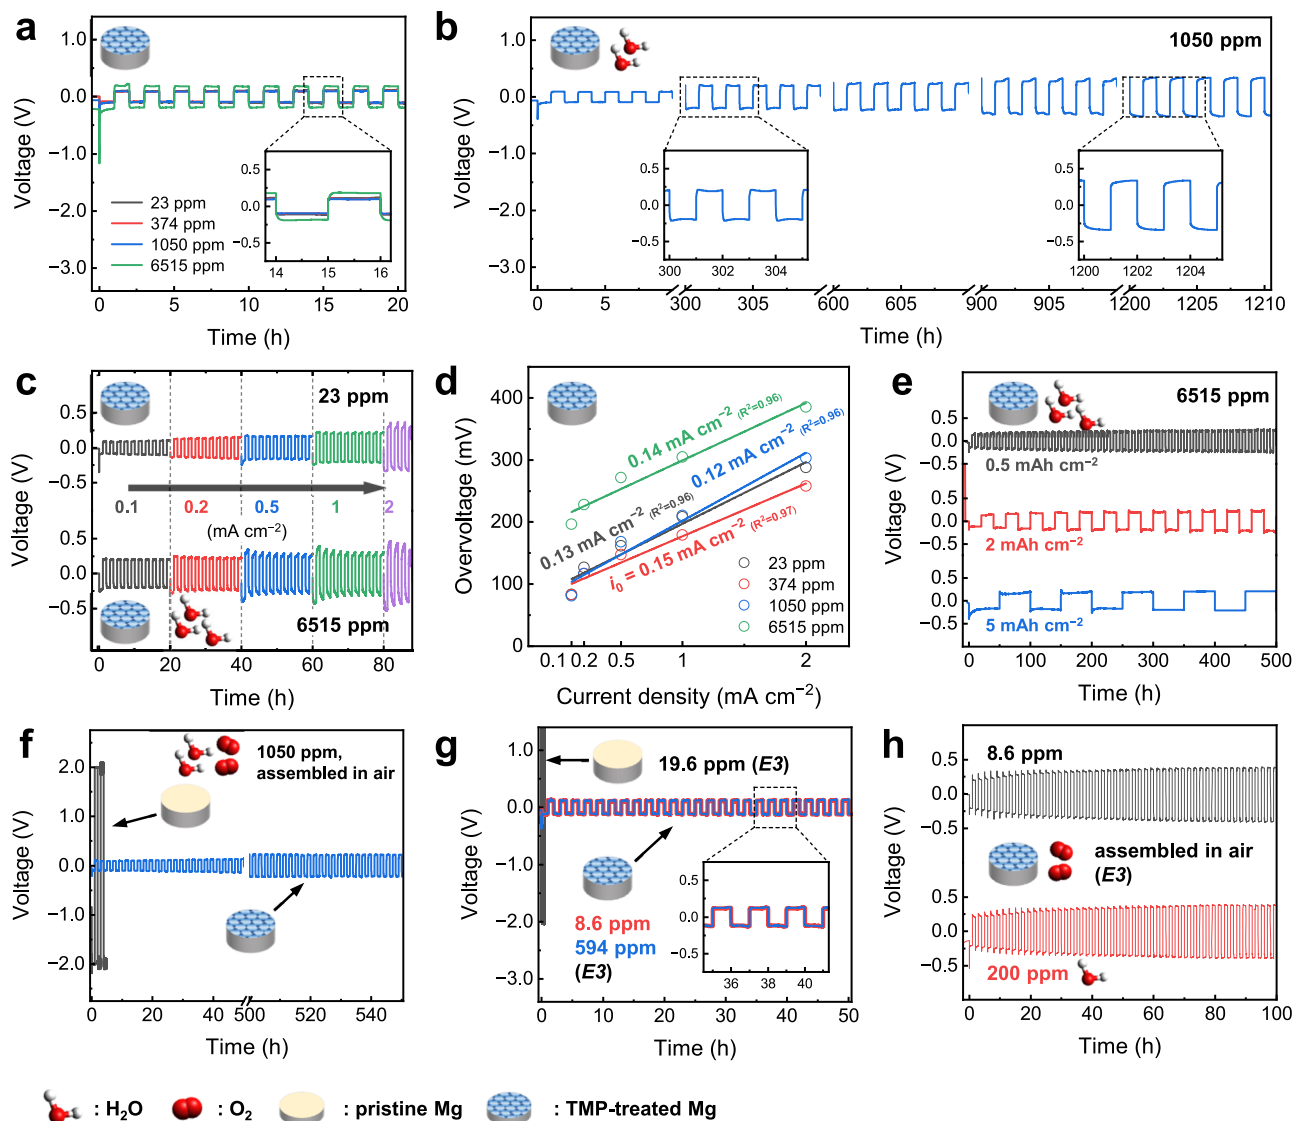 a
1.0
0.0
−1.0
−2.0
−3.0
Voltage (V)
0.5
0.0
−0.5
14
15
16
23 ppm
374 ppm
1050 ppm
6515 ppm
0
5
10
15
20
Time (h)
b
1050 ppm
1.0
0.0
−1.0
−2.0
−3.0
Voltage (V)
0.5
0.0
−0.5
300
302
304
0.5
0.0
−0.5
1200
1202
1204
0
5
300
305
600
605
900
905
1200
1205
1210
Time (h)
c
23 ppm
0.5
0.0
−0.5
0.1
0.2
0.5
1
2
(mA cm−2)
0.5
0.0
−0.5
6515 ppm
Voltage (V)
0
20
40
60
80
Time (h)
d
400
300
200
100
0
Overvoltage (mV)
0.14 mA cm−2 (R2=0.96)
0.12 mA cm−2 (R2=0.96)
0.13 mA cm−2 (R2=0.96)
i0 = 0.15 mA cm−2 (R2=0.97)
23 ppm
374 ppm
1050 ppm
6515 ppm
0.1
0.2
0.5
1
2
Current density (mA cm−2)
e
6515 ppm
0.5
0.0
−0.5
0.5 mAh cm−2
0.5
0.0
−0.5
2 mAh cm−2
0.5
0.0
−0.5
5 mAh cm−2
Voltage (V)
0
100
200
300
400
500
Time (h)
f
1050 ppm,
assembled in air
2.0
1.0
0.0
−1.0
−2.0
Voltage (V)
0
20
40
500
520
540
Time (h)
g
19.6 ppm (E3)
1.0
0.0
−1.0
−2.0
−3.0
Voltage (V)
8.6 ppm
594 ppm
(E3)
0.5
0.0
−0.5
36
38
40
0
10
20
30
40
50
Time (h)
h
8.6 ppm
0.5
0.0
−0.5
assembled in air
(E3)
0.5
0.0
−0.5
200 ppm
Voltage (V)
0
20
40
60
80
100
Time (h)
: H2O
: O2
: pristine Mg
: TMP-treated Mg